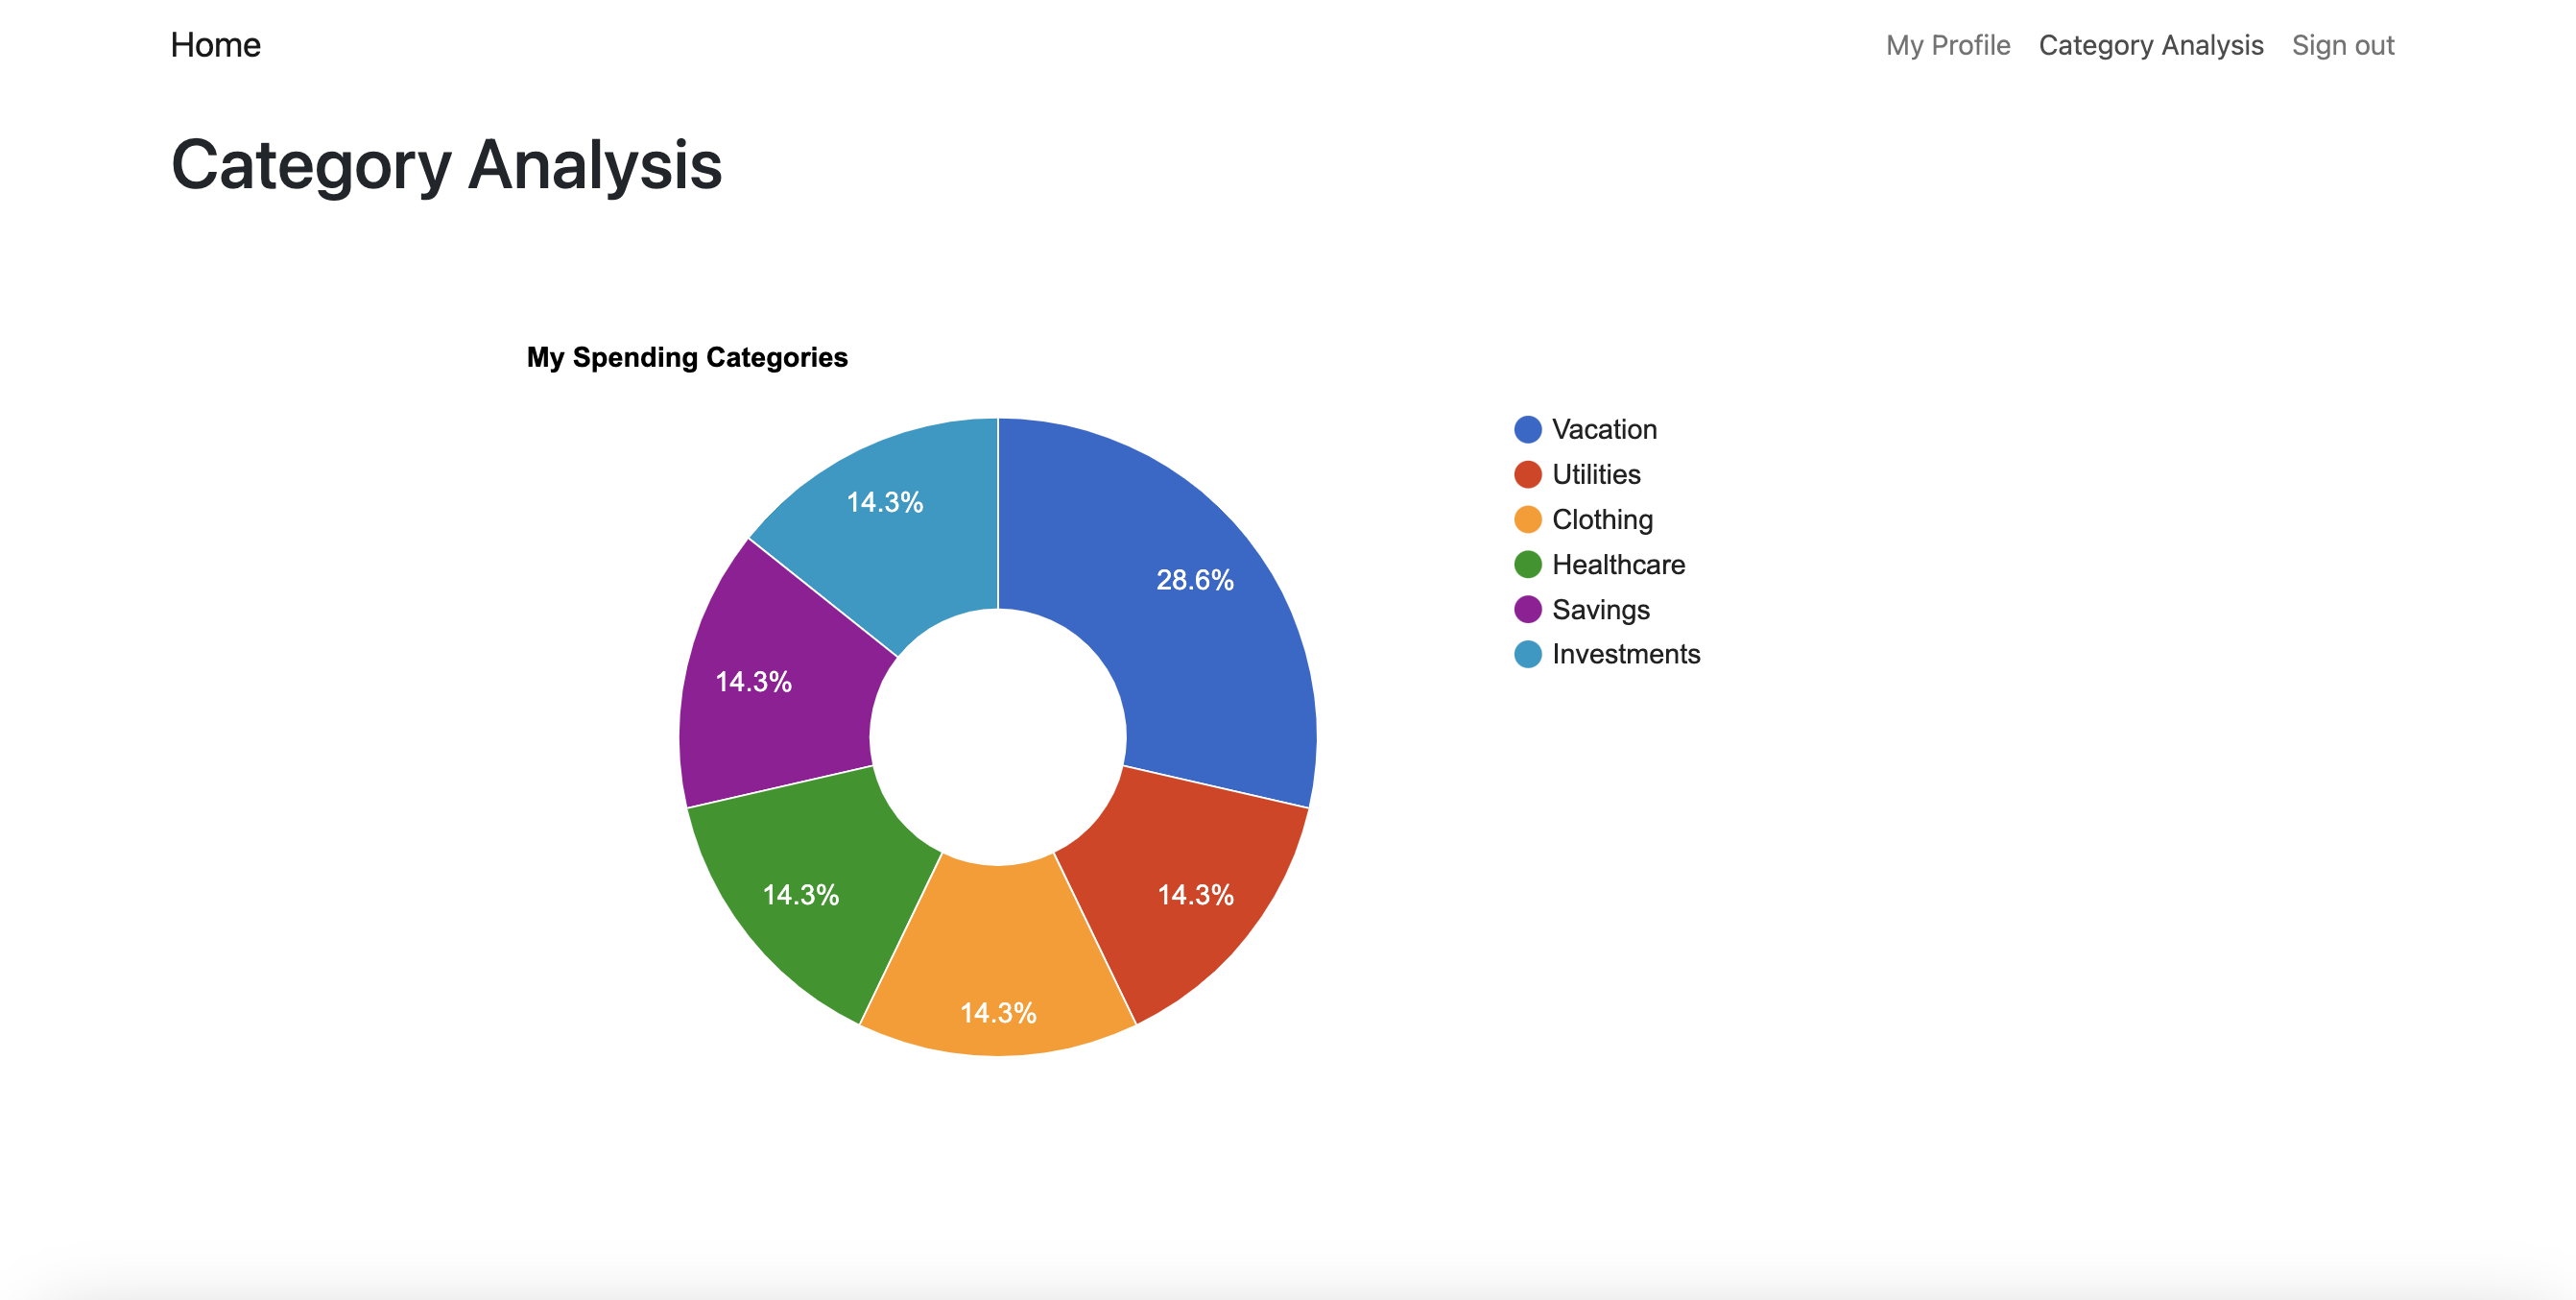 Home
My Profile Category Analysis Sign out
Category Analysis
My Spending Categories
Vacation
Utilities
Clothing
Healthcare
Savings
Investments
14.3%
28.6%
14.3%
14.3%
14.3%
14.3%